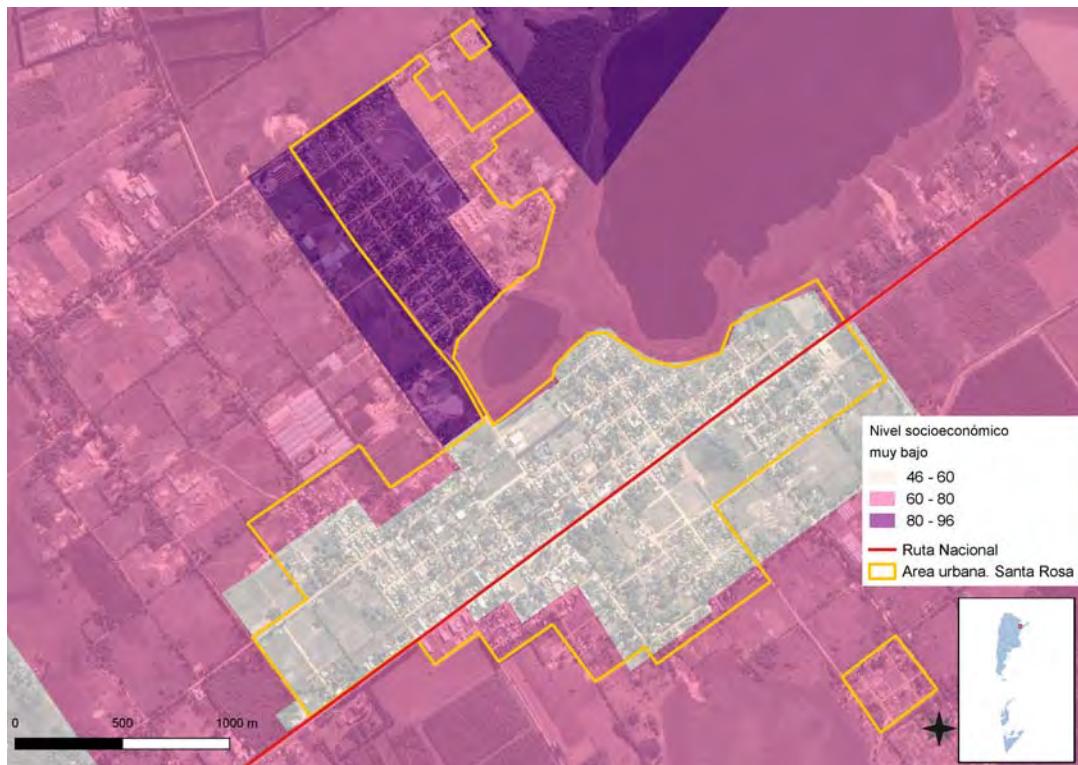 Nivel socioeconómico
muy bajo
46 - 60
60 - 80
80 - 96
Ruta Nacional
Area urbana. Santa Rosa
0 500 1000 m